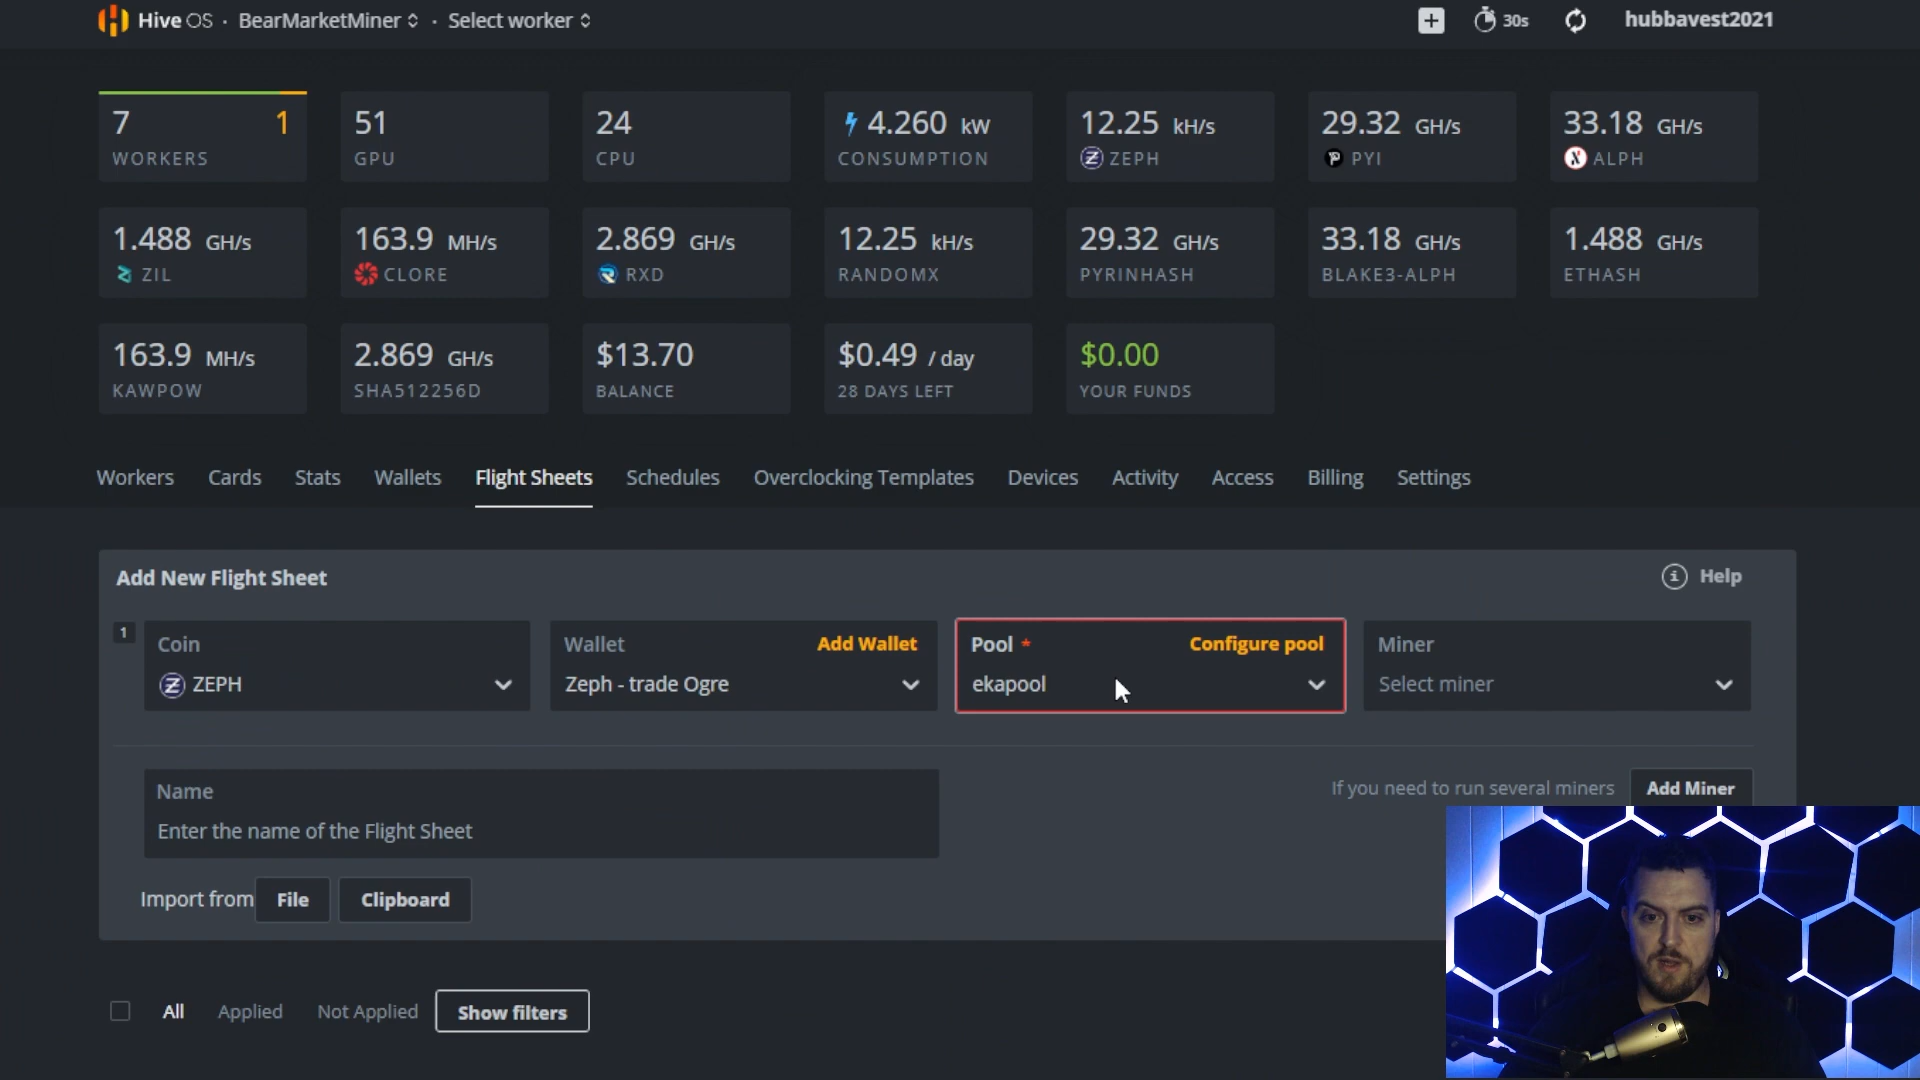 Hive OS · BearMarketMiner · Select worker 30s hubbavest2021
7 1
WORKERS
51
GPU
24
CPU
4.260 kW
CONSUMPTION
12.25 kH/s
ZEPH
29.32 GH/s
PYI
33.18 GH/s
ALPH
1.488 GH/s
ZIL
163.9 MH/s
CLORE
2.869 GH/s
RXD
12.25 kH/s
RANDOMX
29.32 GH/s
PYRINHASH
33.18 GH/s
BLAKE3-ALPH
1.488 GH/s
ETHASH
163.9 MH/s
KAWPOW
2.869 GH/s
SHA512256D
$13.70
BALANCE
$0.49 / day
28 DAYS LEFT
$0.00
YOUR FUNDS
Workers Cards Stats Wallets Flight Sheets Schedules Overclocking Templates Devices Activity Access Billing Settings
Add New Flight Sheet
Help
1
Coin
ZEPH
Wallet Add Wallet
Zeph - trade Ogre
Pool * Configure pool
ekapool
Miner
Select miner
Name
Enter the name of the Flight Sheet
If you need to run several miners Add Miner
Import from File Clipboard
All Applied Not Applied Show filters